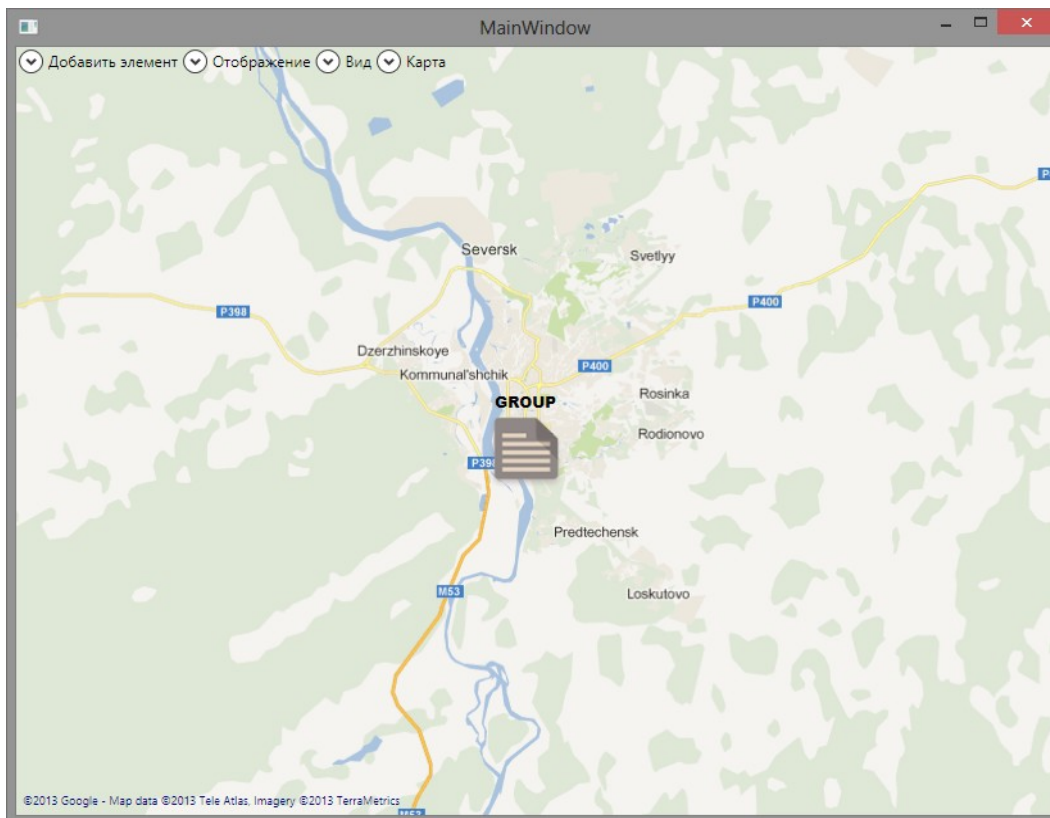 MainWindow
Добавить элемент Отображение Вид Карта
P
Seversk
Svetlyy
P400
P398
Dzerzhinskoye
P400
Kommunal'shchik
Rosinka
GROUP
Rodionovo
P398
Predtechensk
M53
Loskutovo
©2013 Google - Map data ©2013 Tele Atlas, Imagery ©2013 TerraMetrics
M53